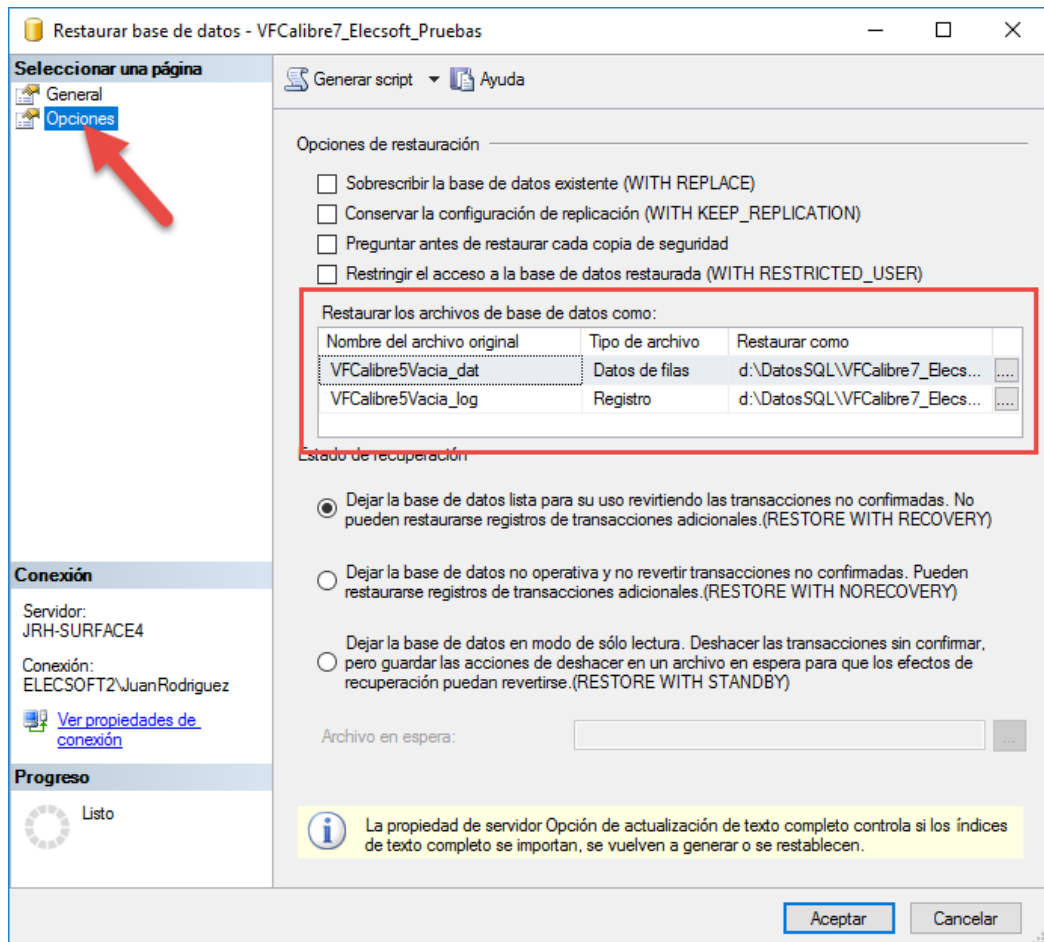 Restaurar base de datos - VFCalibre7_Elecsoft_Pruebas
Seleccionar una página
General
Opciones
Generar script
Ayuda
Opciones de restauración
Sobrescribir la base de datos existente (WITH REPLACE)
Conservar la configuración de replicación (WITH KEEP_REPLICATION)
Preguntar antes de restaurar cada copia de seguridad
Restringir el acceso a la base de datos restaurada (WITH RESTRICTED_USER)
Restaurar los archivos de base de datos como:
Nombre del archivo original Tipo de archivo Restaurar como
VFCalibre5Vacia_dat Datos de filas d:\DatosSQL\VFCalibre7_Elecs... ....
VFCalibre5Vacia_log Registro d:\DatosSQL\VFCalibre7_Elecs... ....
Estado de recuperación
Dejar la base de datos lista para su uso revirtiendo las transacciones no confirmadas. No
pueden restaurarse registros de transacciones adicionales.(RESTORE WITH RECOVERY)
Dejar la base de datos no operativa y no revertir transacciones no confirmadas. Pueden
restaurarse registros de transacciones adicionales.(RESTORE WITH NORECOVERY)
Dejar la base de datos en modo de sólo lectura. Deshacer las transacciones sin confirmar,
pero guardar las acciones de deshacer en un archivo en espera para que los efectos de
recuperación puedan revertirse.(RESTORE WITH STANDBY)
Archivo en espera:
...
Conexión
Servidor:
JRH-SURFACE4
Conexión:
ELECSOFT2\JuanRodriguez
Ver propiedades de
conexión
Progreso
Listo
La propiedad de servidor Opción de actualización de texto completo controla si los índices
de texto completo se importan, se vuelven a generar o se restablecen.
Aceptar
Cancelar